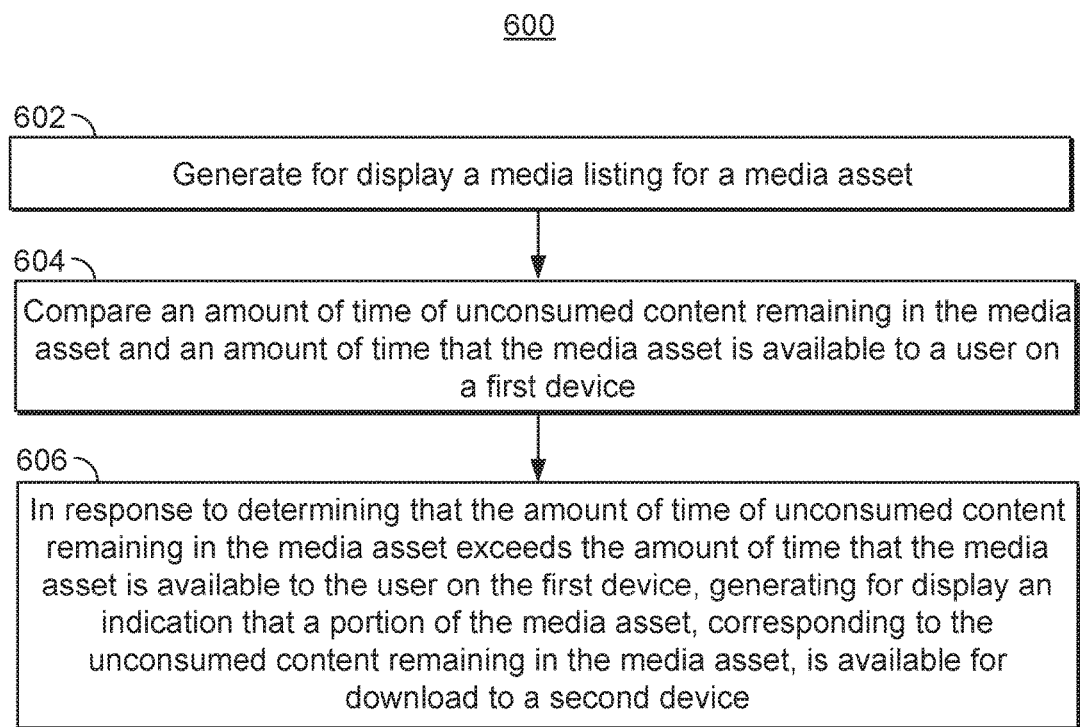 600
602
Generate for display a media listing for a media asset
604
Compare an amount of time of unconsumed content remaining in the media
asset and an amount of time that the media asset is available to a user on
a first device
606
In response to determining that the amount of time of unconsumed content
remaining in the media asset exceeds the amount of time that the media
asset is available to the user on the first device, generating for display an
indication that a portion of the media asset, corresponding to the
unconsumed content remaining in the media asset, is available for
download to a second device